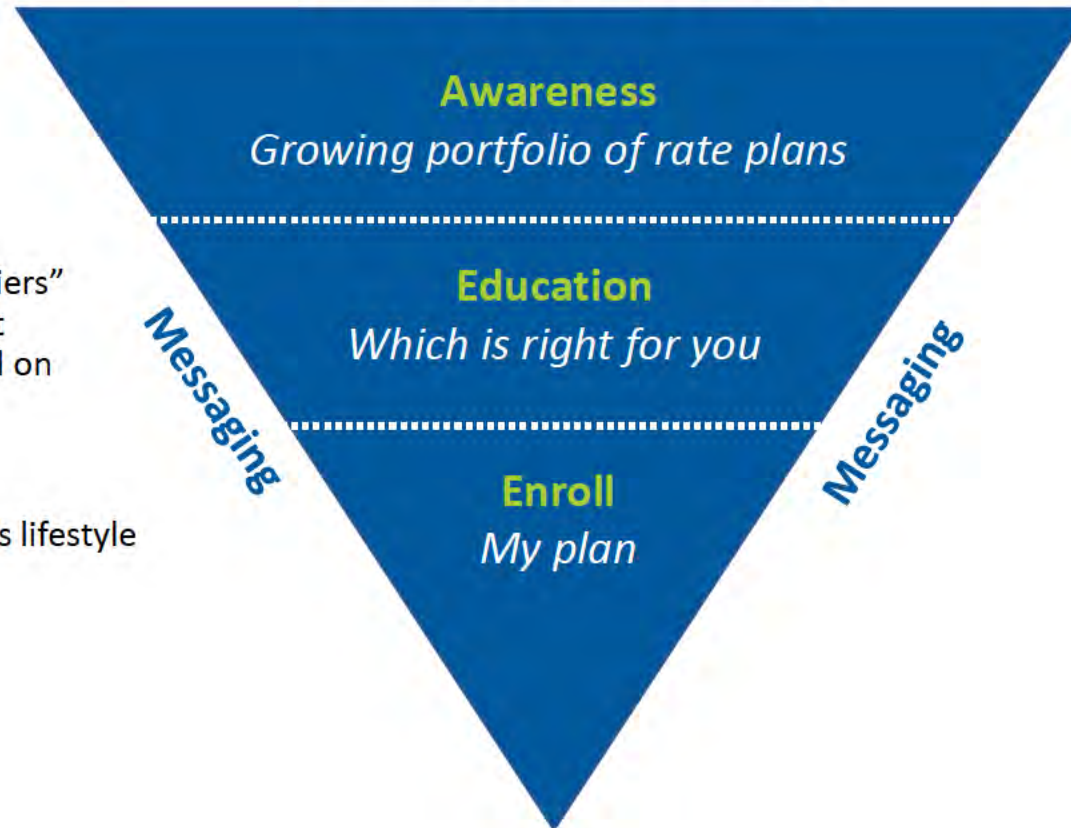 Awareness
Growing portfolio of rate plans
iers”
t
l on
Education
Which is right for you
Messaging
Messaging
s lifestyle
Enroll
My plan